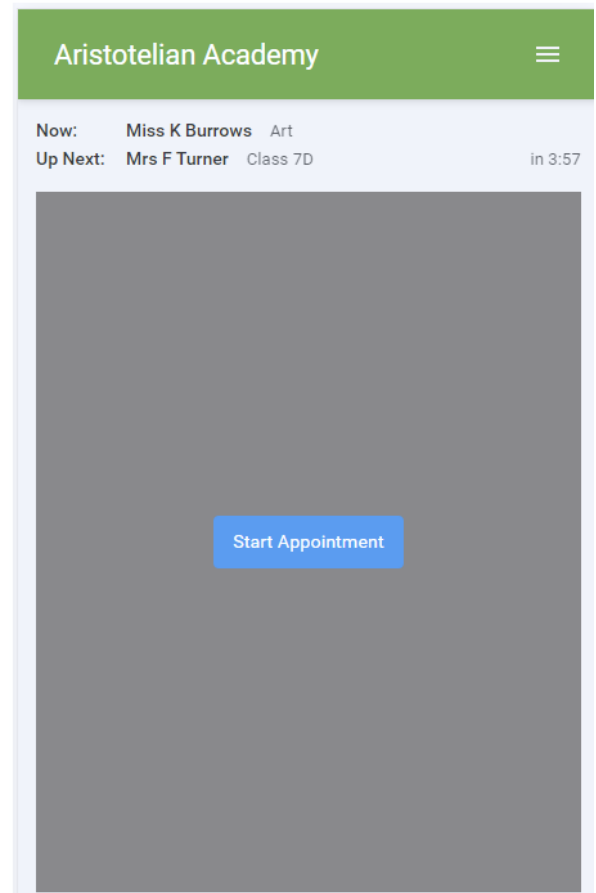 Aristotelian Academy
Now: Miss K Burrows Art
Up Next: Mrs F Turner Class 7D in 3:57
Start Appointment